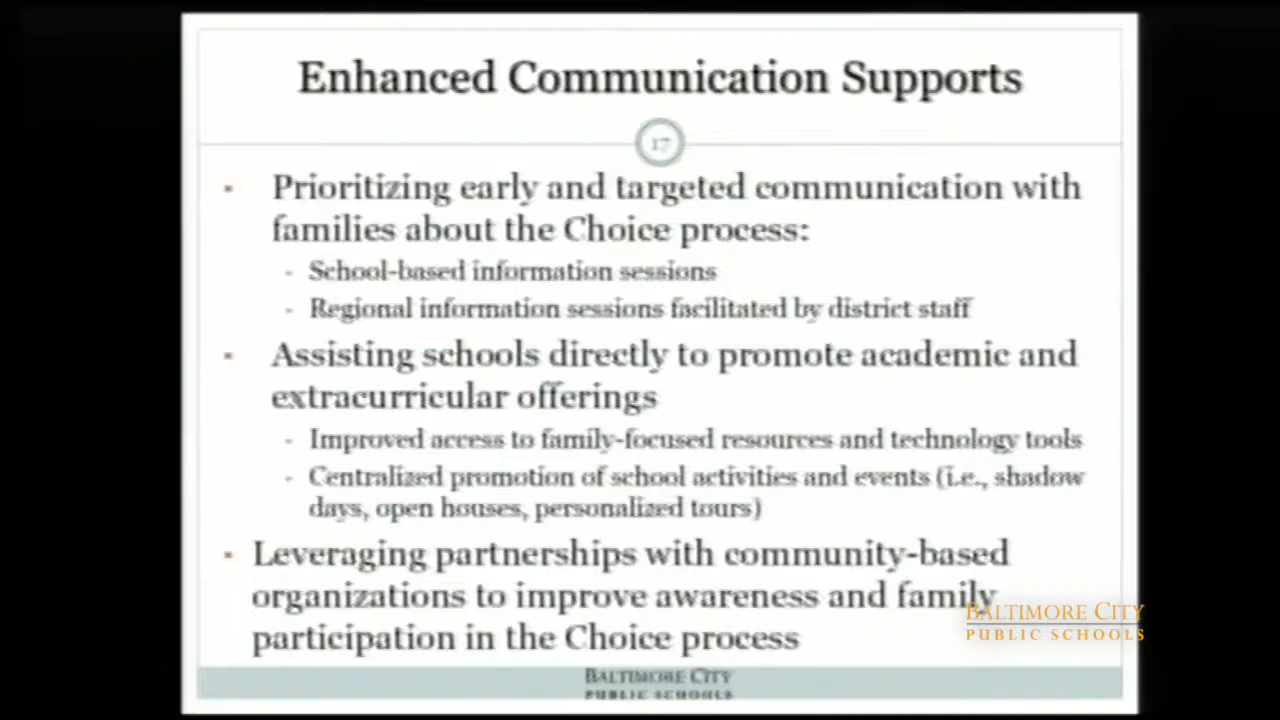 Enhanced Communication Supports
17
▪ Prioritizing early and targeted communication with
families about the Choice process:
- School-based information sessions
- Regional information sessions facilitated by district staff
▪ Assisting schools directly to promote academic and
extracurricular offerings
- Improved access to family-focused resources and technology tools
- Centralized promotion of school activities and events (i.e., shadow
days, open houses, personalized tours)
▪ Leveraging partnerships with community-based
organizations to improve awareness and family
participation in the Choice process
BALTIMORE CITY
PUBLIC SCHOOLS
BALTIMORE CITY
PUBLIC SCHOOLS